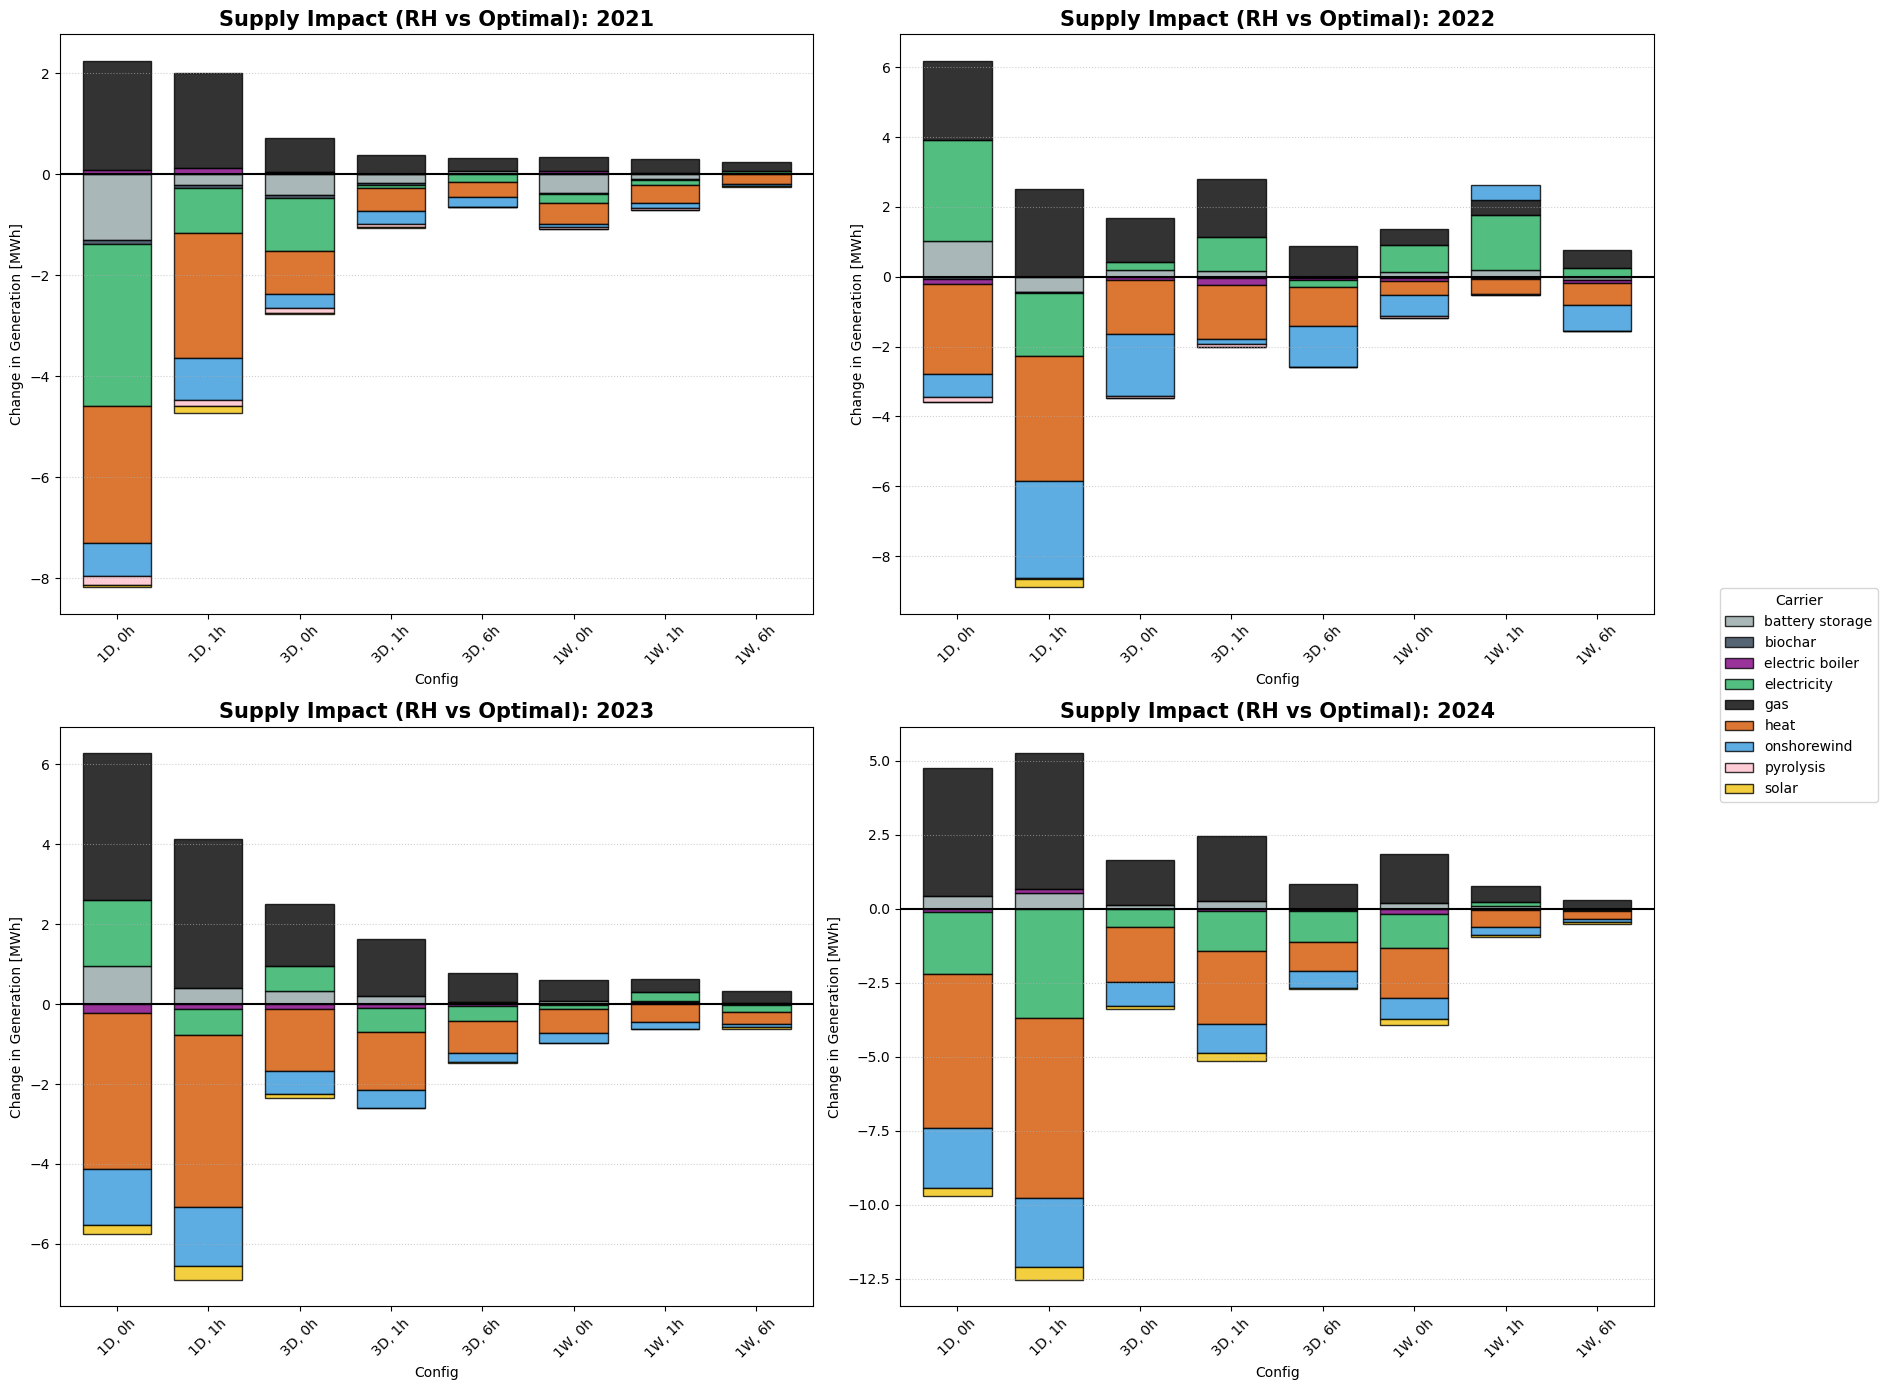 Supply Impact (RH vs Optimal): 2021
Change in Generation [MWh]
2
0
−2
−4
−6
−8
1D, 0h
1D, 1h
3D, 0h
3D, 1h
3D, 6h
1W, 0h
1W, 1h
1W, 6h
Config
Supply Impact (RH vs Optimal): 2022
Change in Generation [MWh]
6
4
2
0
−2
−4
−6
−8
1D, 0h
1D, 1h
3D, 0h
3D, 1h
3D, 6h
1W, 0h
1W, 1h
1W, 6h
Config
Carrier
battery storage
biochar
electric boiler
electricity
gas
heat
onshorewind
pyrolysis
solar
Supply Impact (RH vs Optimal): 2023
Change in Generation [MWh]
6
4
2
0
−2
−4
−6
1D, 0h
1D, 1h
3D, 0h
3D, 1h
3D, 6h
1W, 0h
1W, 1h
1W, 6h
Config
Supply Impact (RH vs Optimal): 2024
Change in Generation [MWh]
5.0
2.5
0.0
−2.5
−5.0
−7.5
−10.0
−12.5
1D, 0h
1D, 1h
3D, 0h
3D, 1h
3D, 6h
1W, 0h
1W, 1h
1W, 6h
Config